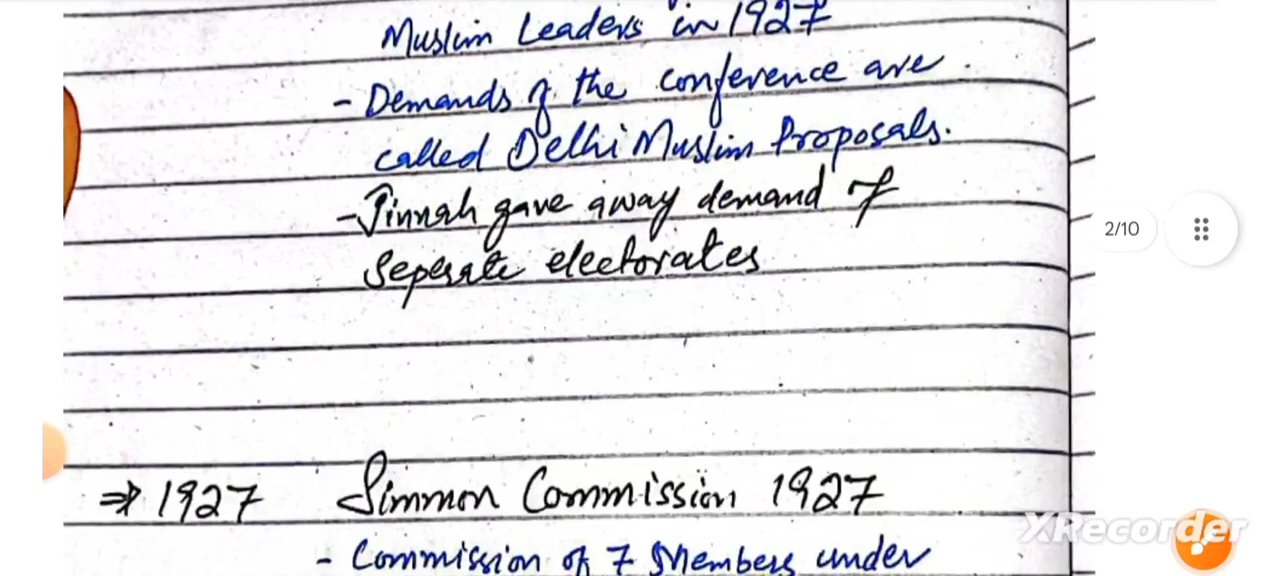 Muslim Leaders in 1927
- Demands of the conference are.
called Delhi Muslim Proposals.
- Jinnah gave away demand of
Seperate electorates
2/10
⇒ 1927 Simmon Commission 1927
XRecorder
- Commission of 7 Members under